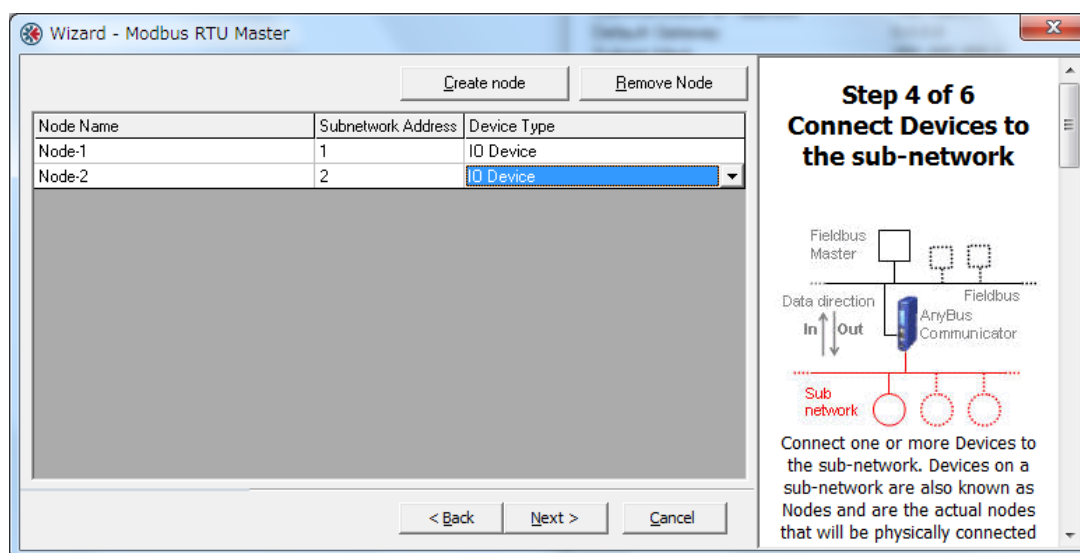 Wizard - Modbus RTU Master
Create node
Remove Node
Node Name
Subnetwork Address
Device Type
Node-1
1
IO Device
Node-2
2
IO Device
< Back
Next >
Cancel
Step 4 of 6
Connect Devices to
the sub-network
Fieldbus
Master
Fieldbus
Data direction
In
Out
AnyBus
Communicator
Sub
network
Connect one or more Devices to
the sub-network. Devices on a
sub-network are also known as
Nodes and are the actual nodes
that will be physically connected